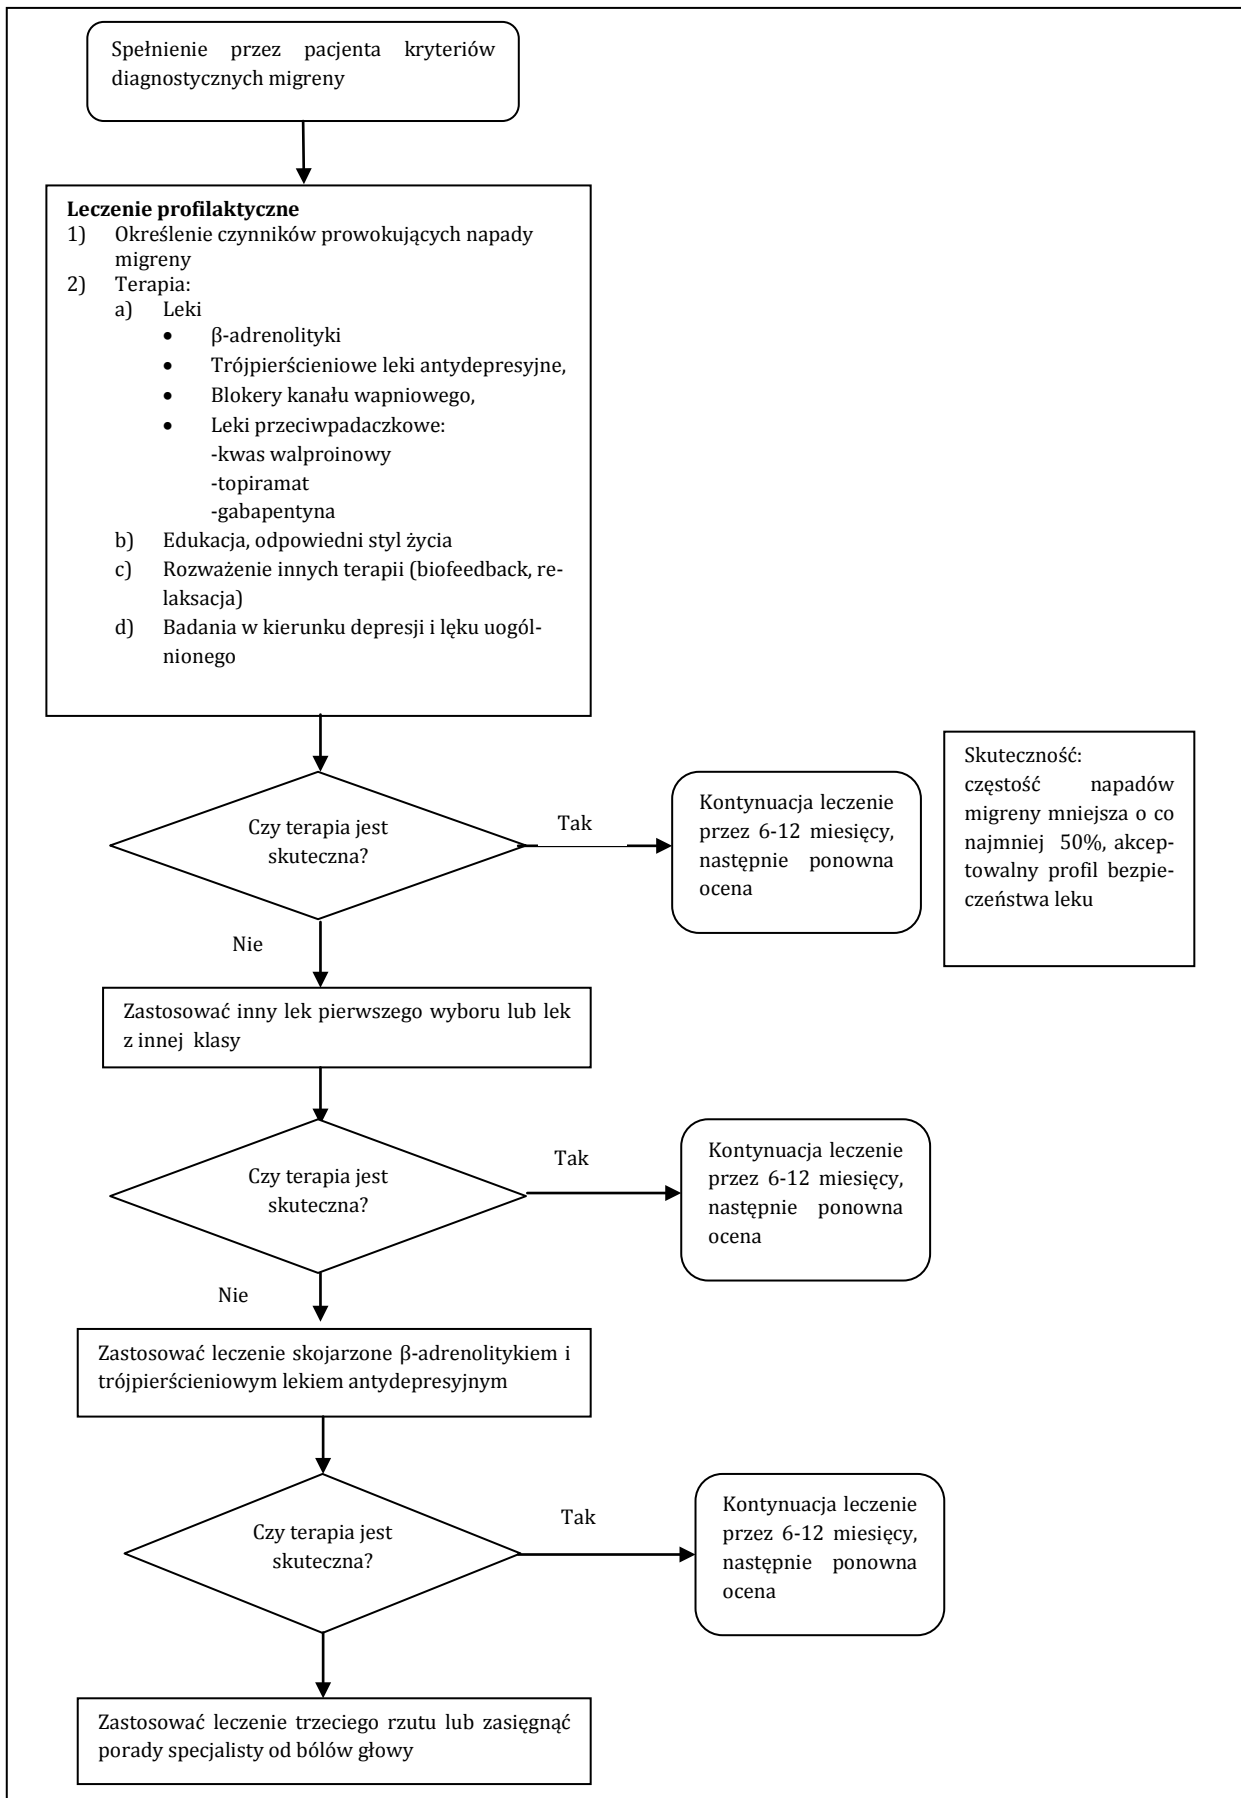 Spełnienie przez pacjenta kryteriów
diagnostycznych migreny
Leczenie profilaktyczne
1) Określenie czynników prowokujących napady
migreny
2) Terapia:
a) Leki
• β-adrenolityki
• Trójpierścieniowe leki antydepresyjne,
• Blokery kanału wapniowego,
• Leki przeciwpadaczkowe:
-kwas walproinowy
-topiramat
-gabapentyna
b) Edukacja, odpowiedni styl życia
c) Rozważenie innych terapii (biofeedback, re-
laksacja)
d) Badania w kierunku depresji i lęku uogól-
nionego
Czy terapia jest
skuteczna?
Tak
Kontynuacja leczenie
przez 6-12 miesięcy,
następnie ponowna
ocena
Skuteczność:
częstość napadów
migreny mniejsza o co
najmniej 50%, akcep-
towalny profil bezpie-
czeństwa leku
Nie
Zastosować inny lek pierwszego wyboru lub lek
z innej klasy
Czy terapia jest
skuteczna?
Tak
Kontynuacja leczenie
przez 6-12 miesięcy,
następnie ponowna
ocena
Nie
Zastosować leczenie skojarzone β-adrenolitykiem i
trójpierścieniowym lekiem antydepresyjnym
Czy terapia jest
skuteczna?
Tak
Kontynuacja leczenie
przez 6-12 miesięcy,
następnie ponowna
ocena
Zastosować leczenie trzeciego rzutu lub zasięgnąć
porady specjalisty od bólów głowy